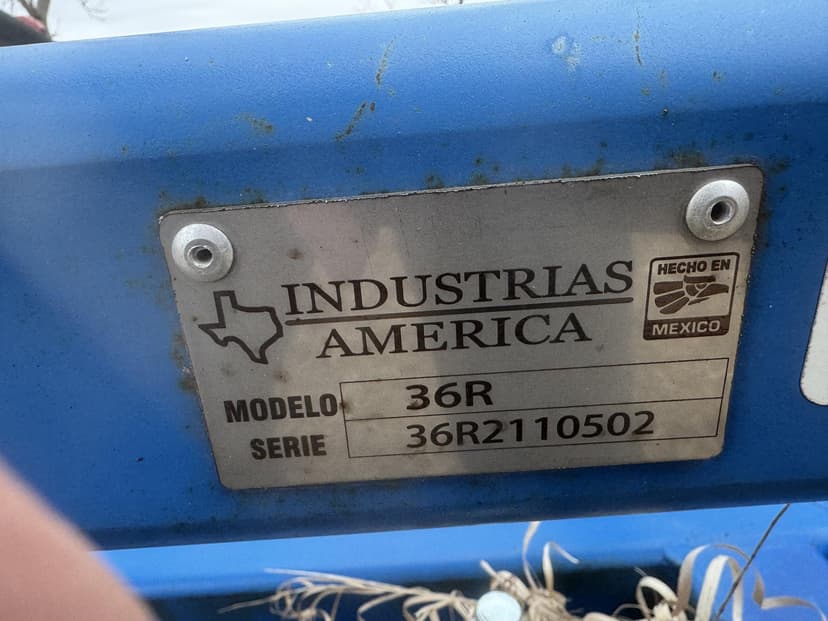 INDUSTRIAS
AMERICA
HECHO EN
MEXICO
MODELO 36R
SERIE 36R2110502